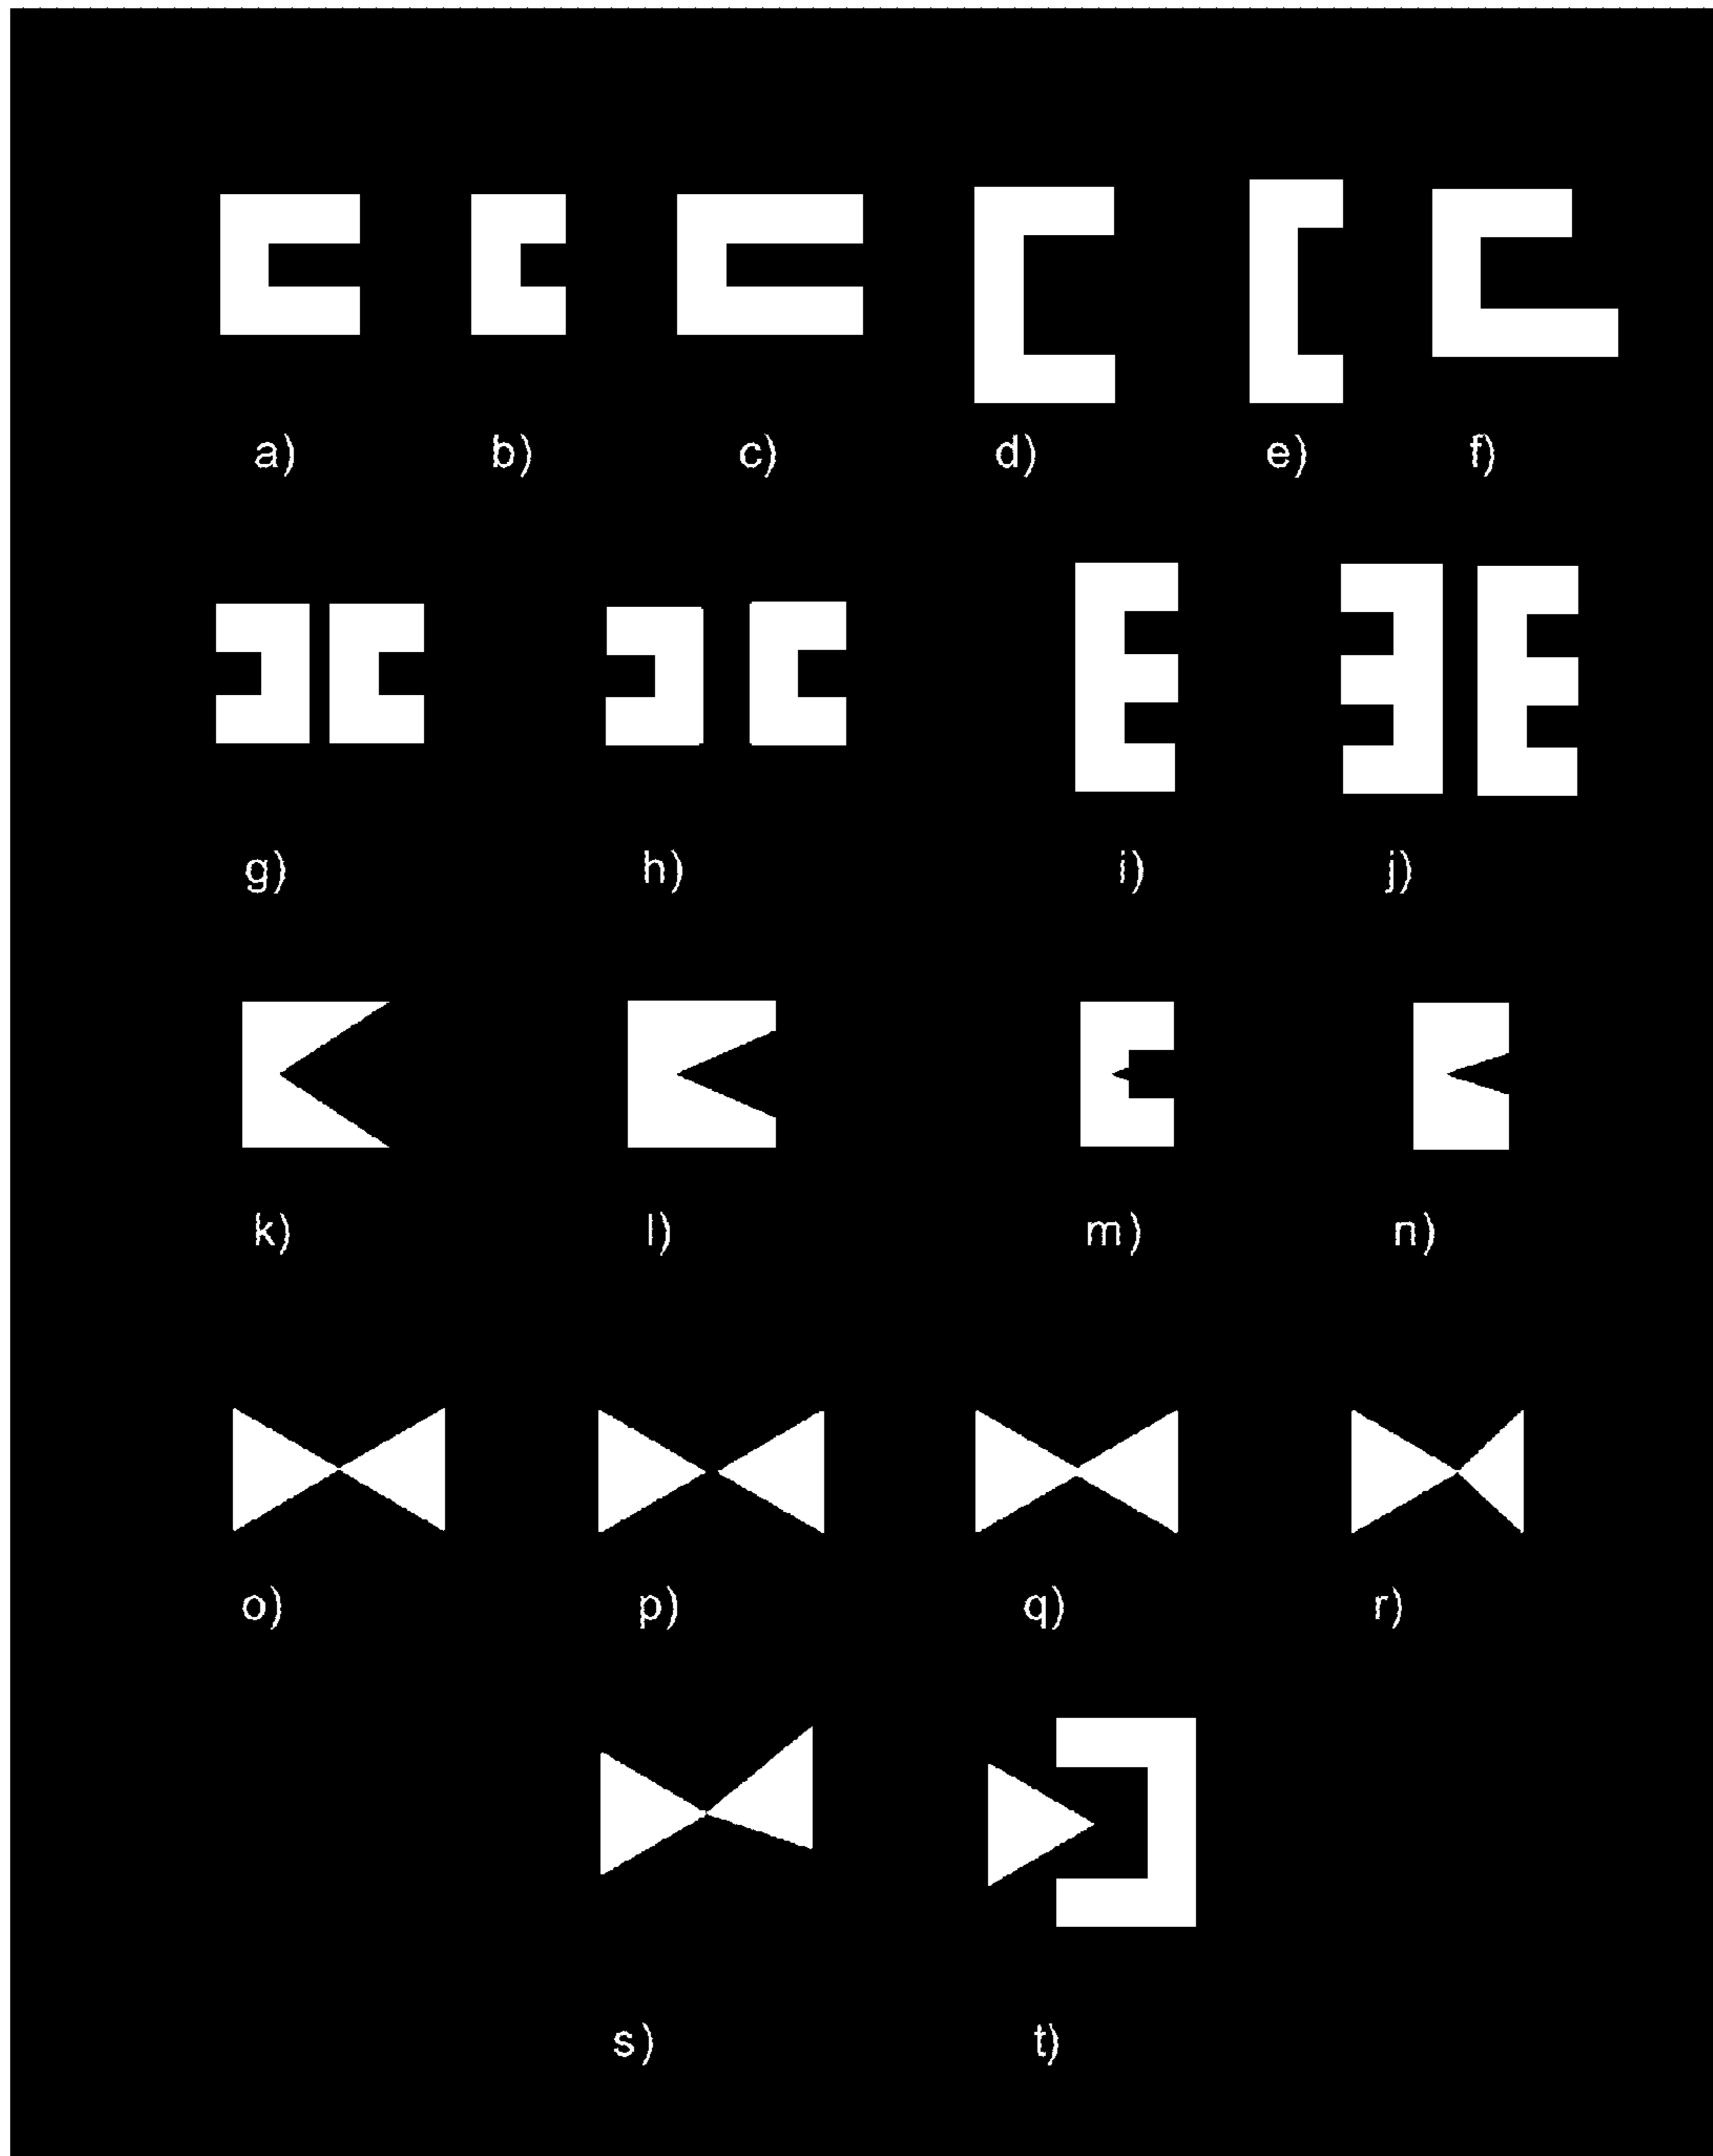 a) b) c) d) e) f)
g) h) i) j)
k) l) m) n)
o) p) q) r)
s) t)